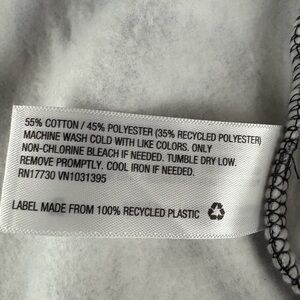 55% COTTON / 45% POLYESTER (35% RECYCLED POLYESTER)
MACHINE WASH COLD WITH LIKE COLORS. ONLY
NON-CHLORINE BLEACH IF NEEDED. TUMBLE DRY LOW.
REMOVE PROMPTLY. COOL IRON IF NEEDED.
RN17730 VN1031395
LABEL MADE FROM 100% RECYCLED PLASTIC